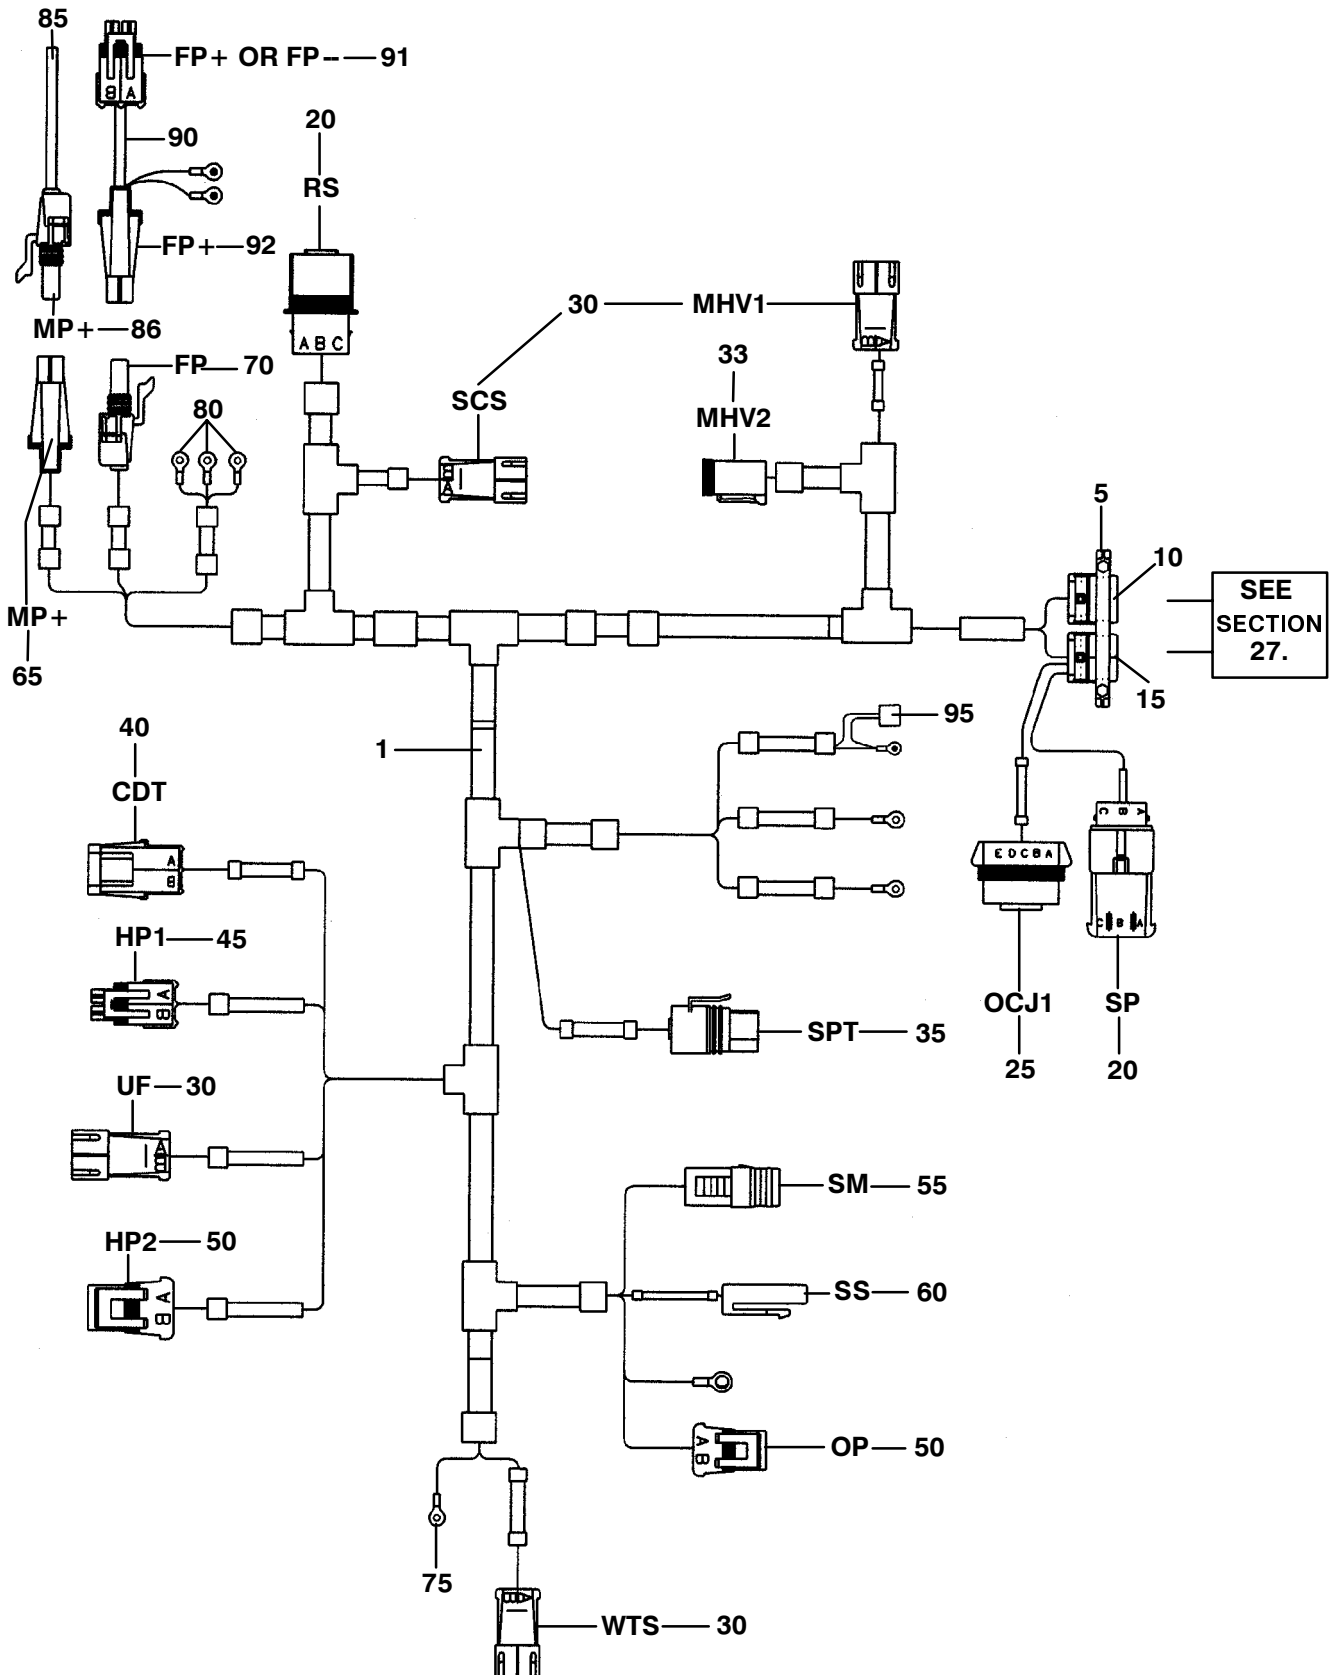 85
FP+ OR FP-- 91
B A
20
90
RS
FP+ 92
30 MHV1
MP+ 86
A B C
33
FP 70
SCS
MHV2
80
B A
5
10
SEE
SECTION
27.
MP+
65
15
95
40
1
CDT
A
B
C B A
E D C B A
HP1 45
A
B
C B A
OCJ1
SP
SPT 35
25
20
UF 30
A
B
SM 55
HP2 50
A
B
SS 60
A
B
OP 50
75
WTS 30